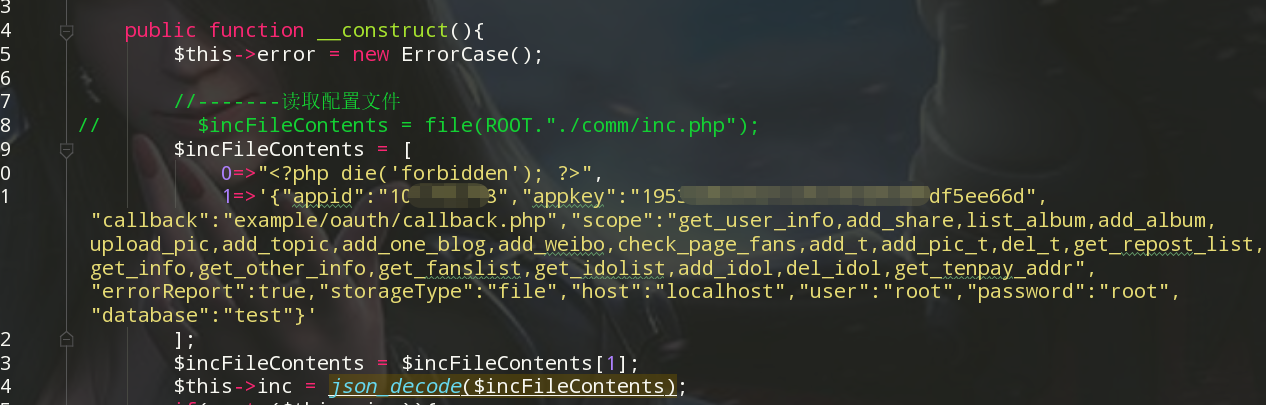 3
4 public function __construct(){
5 $this->error = new ErrorCase();
6
7 //-------读取配置文件
8 // $incFileContents = file(ROOT."./comm/inc.php");
9 $incFileContents = [
0 0=>"<?php die('forbidden'); ?>",
1 1=>'{"appid":"10 3","appkey":"195 df5ee66d",
"callback":"example/oauth/callback.php","scope":"get_user_info,add_share,list_album,add_album,
upload_pic,add_topic,add_one_blog,add_weibo,check_page_fans,add_t,add_pic_t,del_t,get_repost_list,
get_info,get_other_info,get_fanslist,get_idolist,add_idol,del_idol,get_tenpay_addr",
"errorReport":true,"storageType":"file","host":"localhost","user":"root","password":"root",
"database":"test"}'
2 ];
3 $incFileContents = $incFileContents[1];
4 $this->inc = json_decode($incFileContents);